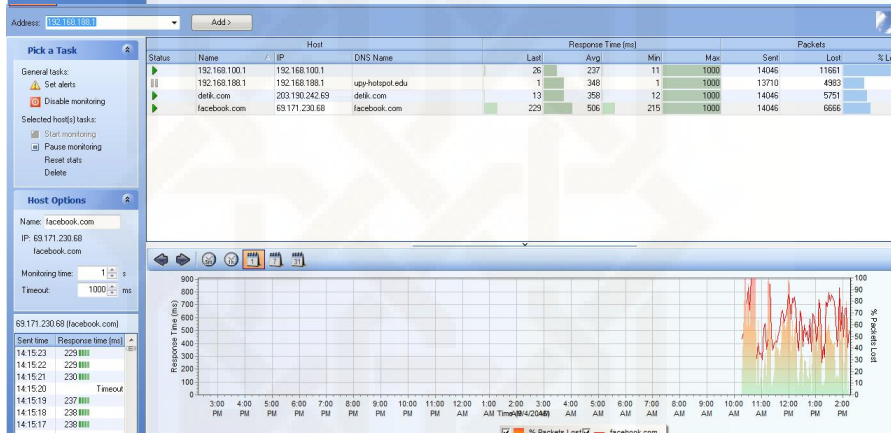 Address: 192.168.188.1 Add >
Pick a Task
General tasks:
Set alerts
Disable monitoring
Selected host(s) tasks:
Start monitoring
Pause monitoring
Reset stats
Delete
Host Options
Name: facebook.com
IP: 69.171.230.68
facebook.com
Monitoring time: 1 s
Timeout: 1000 ms
69.171.230.68 (facebook.com)
Sent time Response time (ms)
14:15:23 229
14:15:22 229
14:15:21 230
14:15:20 Timeout
14:15:19 237
14:15:18 238
14:15:17 238
Host Response Time (ms) Packets
Status Name IP DNS Name Last Avg Min Max Sent Lost % L
192.168.100.1 192.168.100.1 26 237 11 1000 14046 11661
192.168.188.1 192.168.188.1 upy-hotspot.edu 1 348 1 1000 13710 4983
detik.com 203.190.242.69 detik.com 13 358 12 1000 14046 5751
facebook.com 69.171.230.68 facebook.com 229 506 215 1000 14046 6666
1 7 31
Response Time (ms)
900
800
700
600
500
400
300
200
100
0
% Packets Lost
100
90
80
70
60
50
40
30
20
10
0
3:00 PM 4:00 PM 5:00 PM 6:00 PM 7:00 PM 8:00 PM 9:00 PM 10:00 PM 11:00 PM 12:00 AM 1:00 AM 2:00 AM 3:00 AM 4:00 AM 5:00 AM 6:00 AM 7:00 AM 8:00 AM 9:00 AM 10:00 AM 11:00 AM 12:00 PM 1:00 PM 2:00 PM
% Packets Lost facebook.com